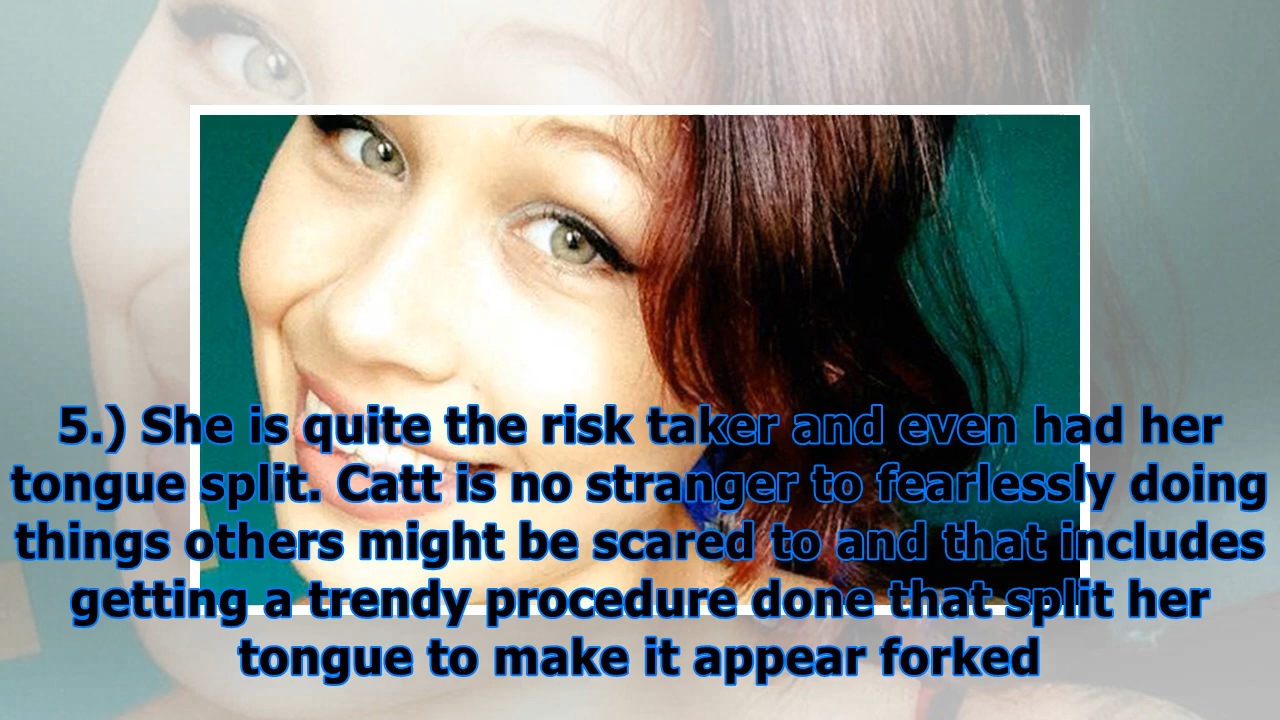 5.) She is quite the risk taker and even had her
tongue split. Catt is no stranger to fearlessly doing
things others might be scared to and that includes
getting a trendy procedure done that split her
tongue to make it appear forked